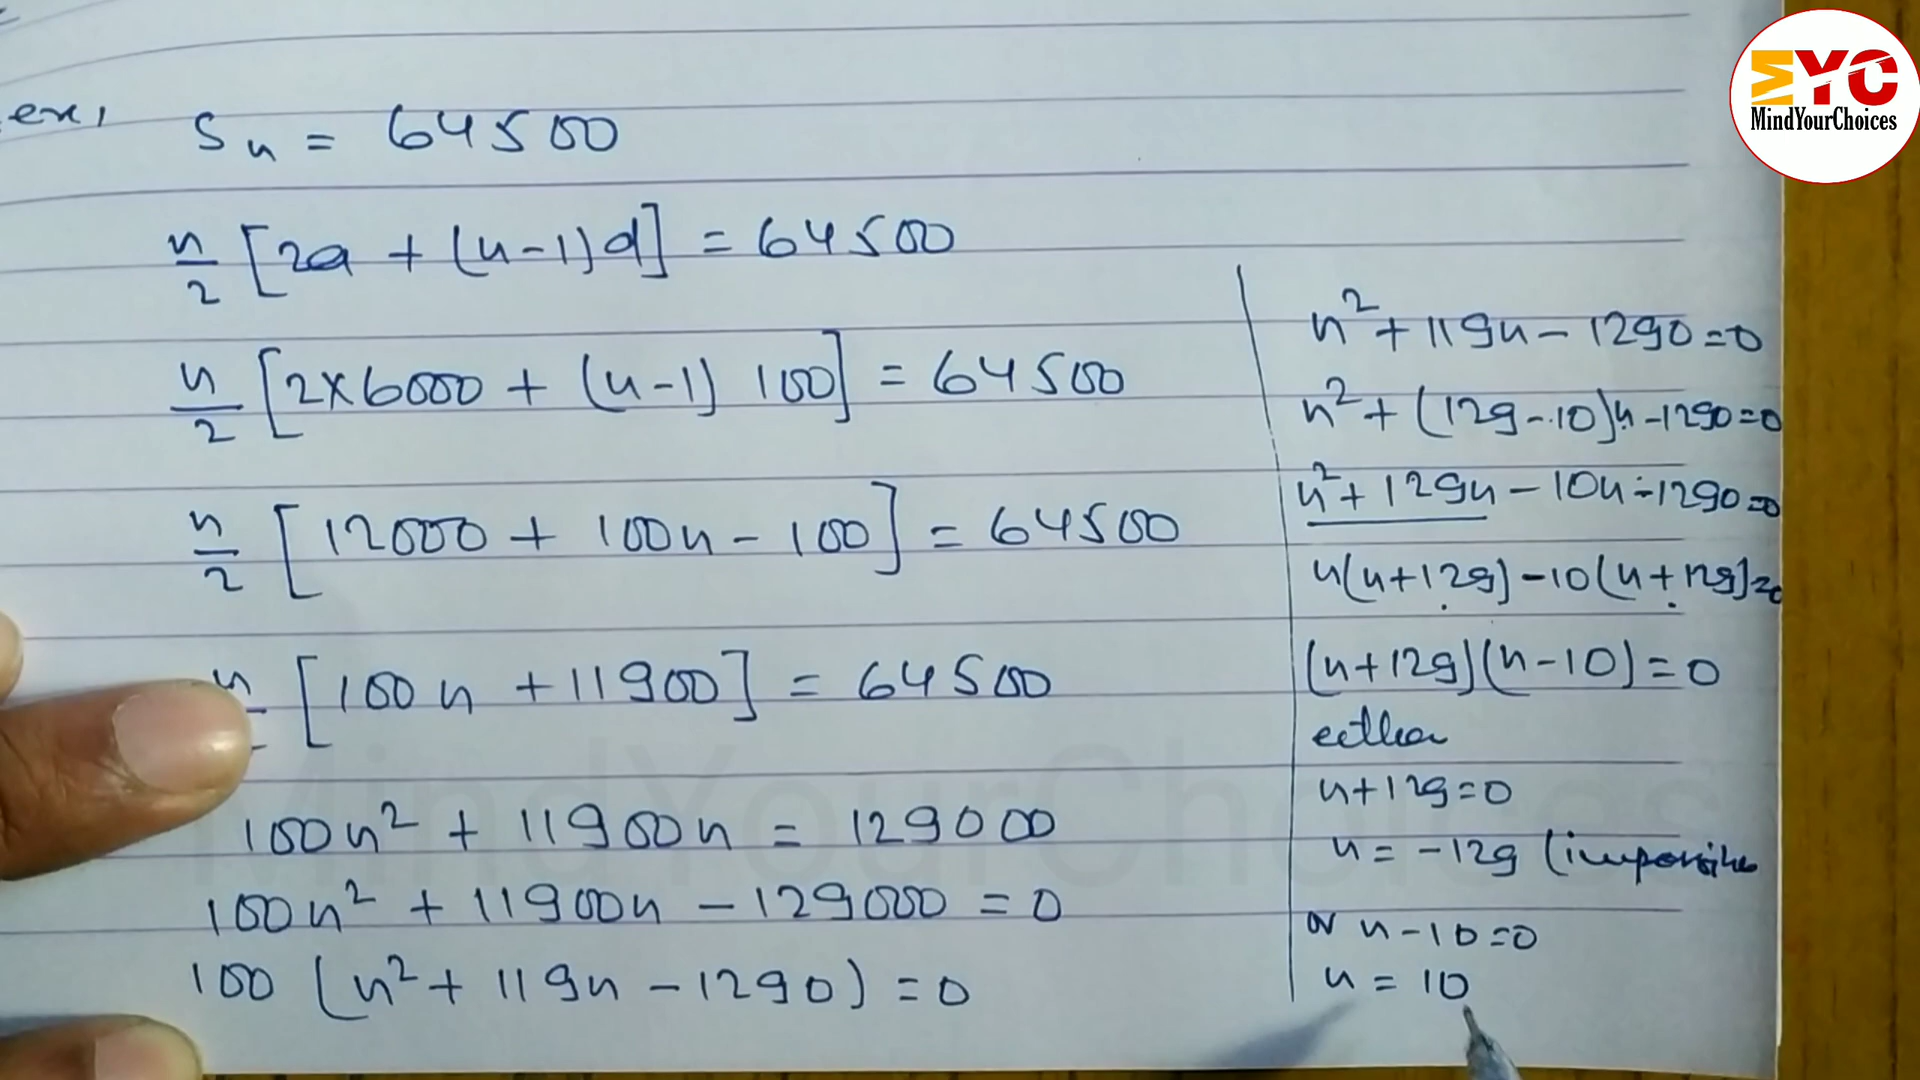 MYC
MindYourChoices
Sn = 64500
n/2 [2a + (n-1)d] = 64500
n/2 [2×6000 + (n-1) 100] = 64500
n/2 [12000 + 100n - 100] = 64500
n [100n + 11900] = 64500
100n² + 11900n = 129000
100n² + 11900n - 129000 = 0
100 (n² + 119n - 1290) = 0
n² + 119n - 1290 = 0
n² + (129 - 10)n - 1290 = 0
n² + 129n - 10n - 1290 = 0
n(n+129) - 10(n+129) = 0
(n+129)(n-10) = 0
either
n+129 = 0
n = -129 (impossible
or n-10 = 0
n = 10
MindYourChoices